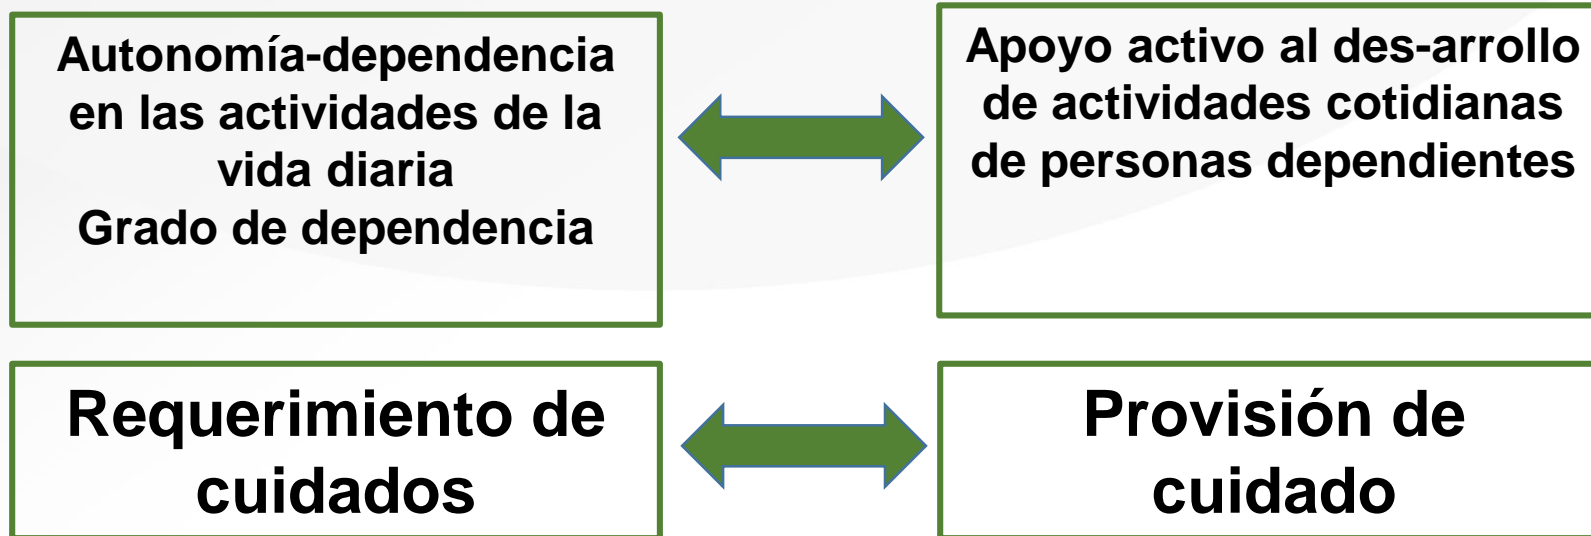 Autonomía-dependencia
en las actividades de la
vida diaria
Grado de dependencia
Apoyo activo al des-arrollo
de actividades cotidianas
de personas dependientes
Requerimiento de
cuidados
Provisión de
cuidado